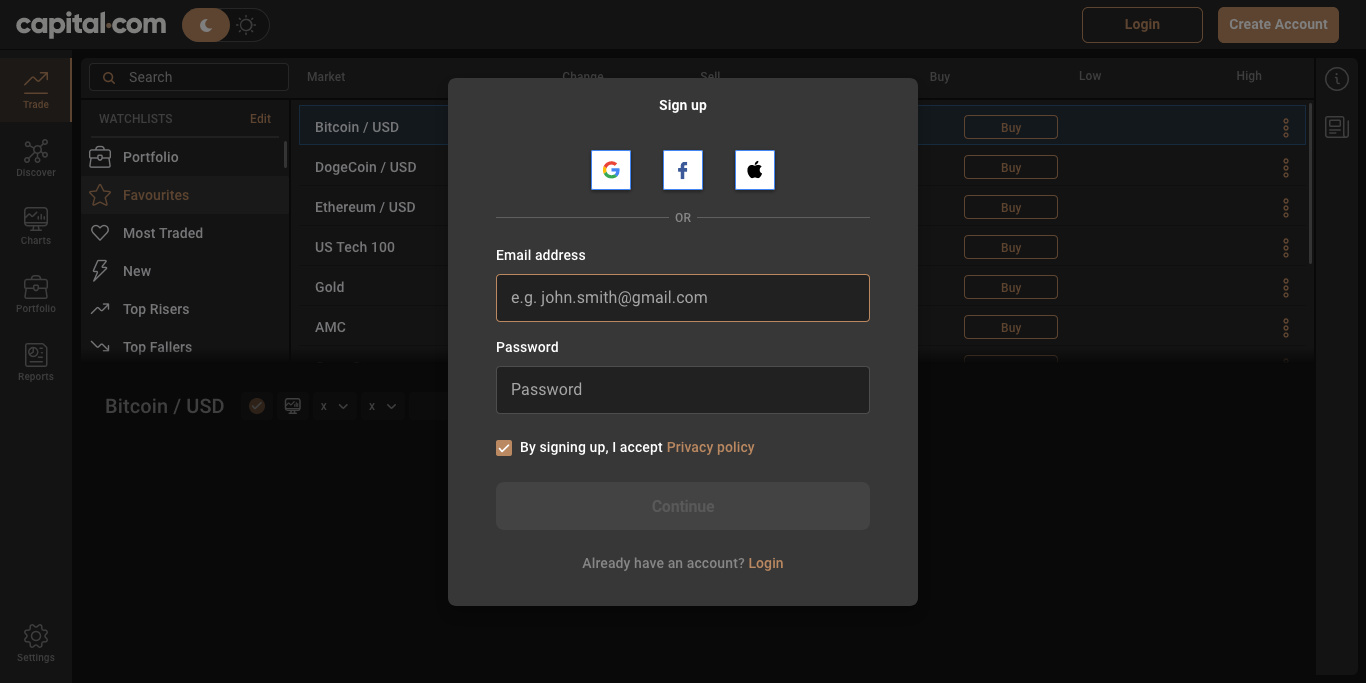 capital.com
Login
Create Account
Trade
Discover
Charts
Portfolio
Reports
Settings
Search
WATCHLISTS Edit
Portfolio
Favourites
Most Traded
New
Top Risers
Top Fallers
Market Change Sell Buy Low High
Bitcoin / USD Buy
DogeCoin / USD Buy
Ethereum / USD Buy
US Tech 100 Buy
Gold Buy
AMC Buy
Bitcoin / USD x x
Sign up
OR
Email address
e.g. john.smith@gmail.com
Password
Password
By signing up, I accept Privacy policy
Continue
Already have an account? Login